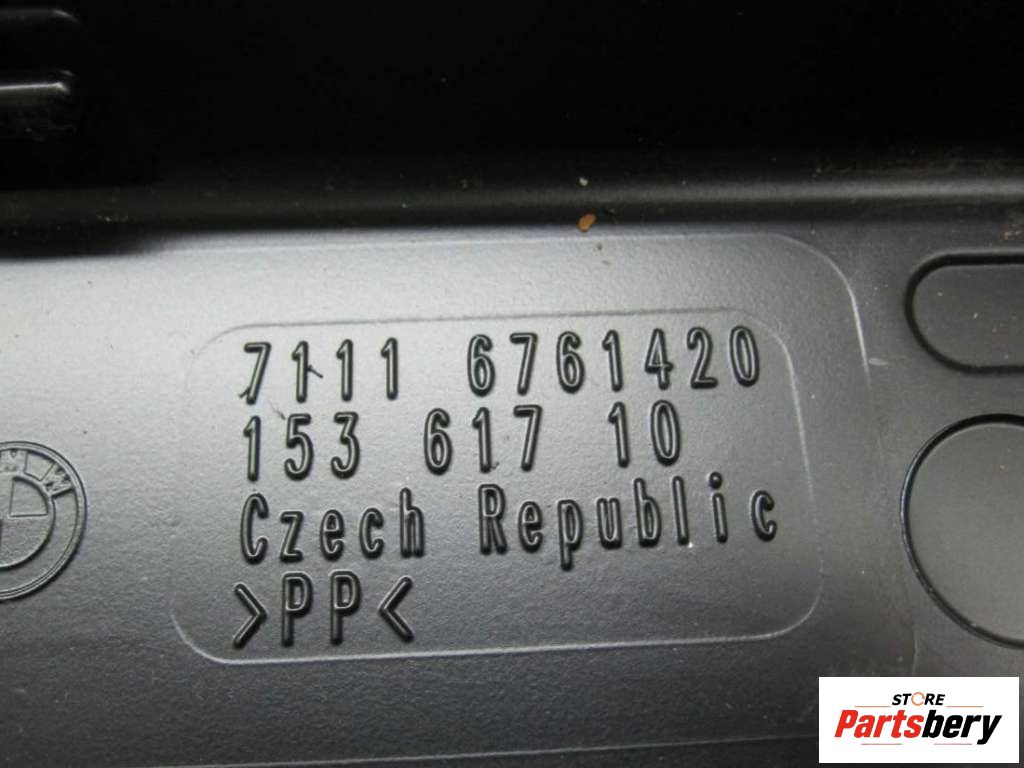 7111 6761420
153 617 10
Czech Republic
>PP<
STORE
Partsbery